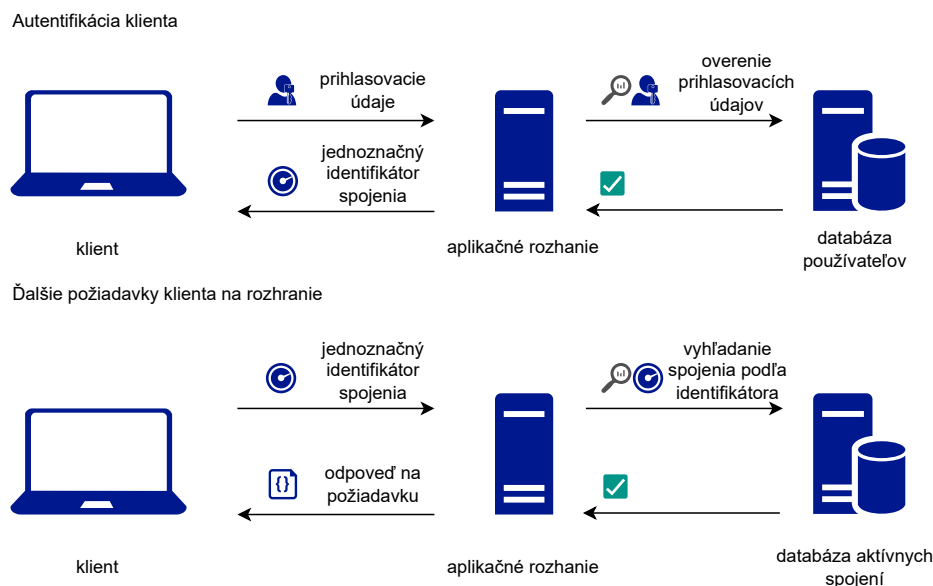 Autentifikácia klienta
prihlasovacie
údaje
overenie
prihlasovacích
údajov
jednoznačný
identifikátor
spojenia
klient
aplikačné rozhanie
databáza
používateľov
Ďalšie požiadavky klienta na rozhranie
jednoznačný
identifikátor
spojenia
vyhľadanie
spojenia podľa
identifikátora
odpoveď na
požiadavku
klient
aplikačné rozhanie
databáza aktívnych
spojení